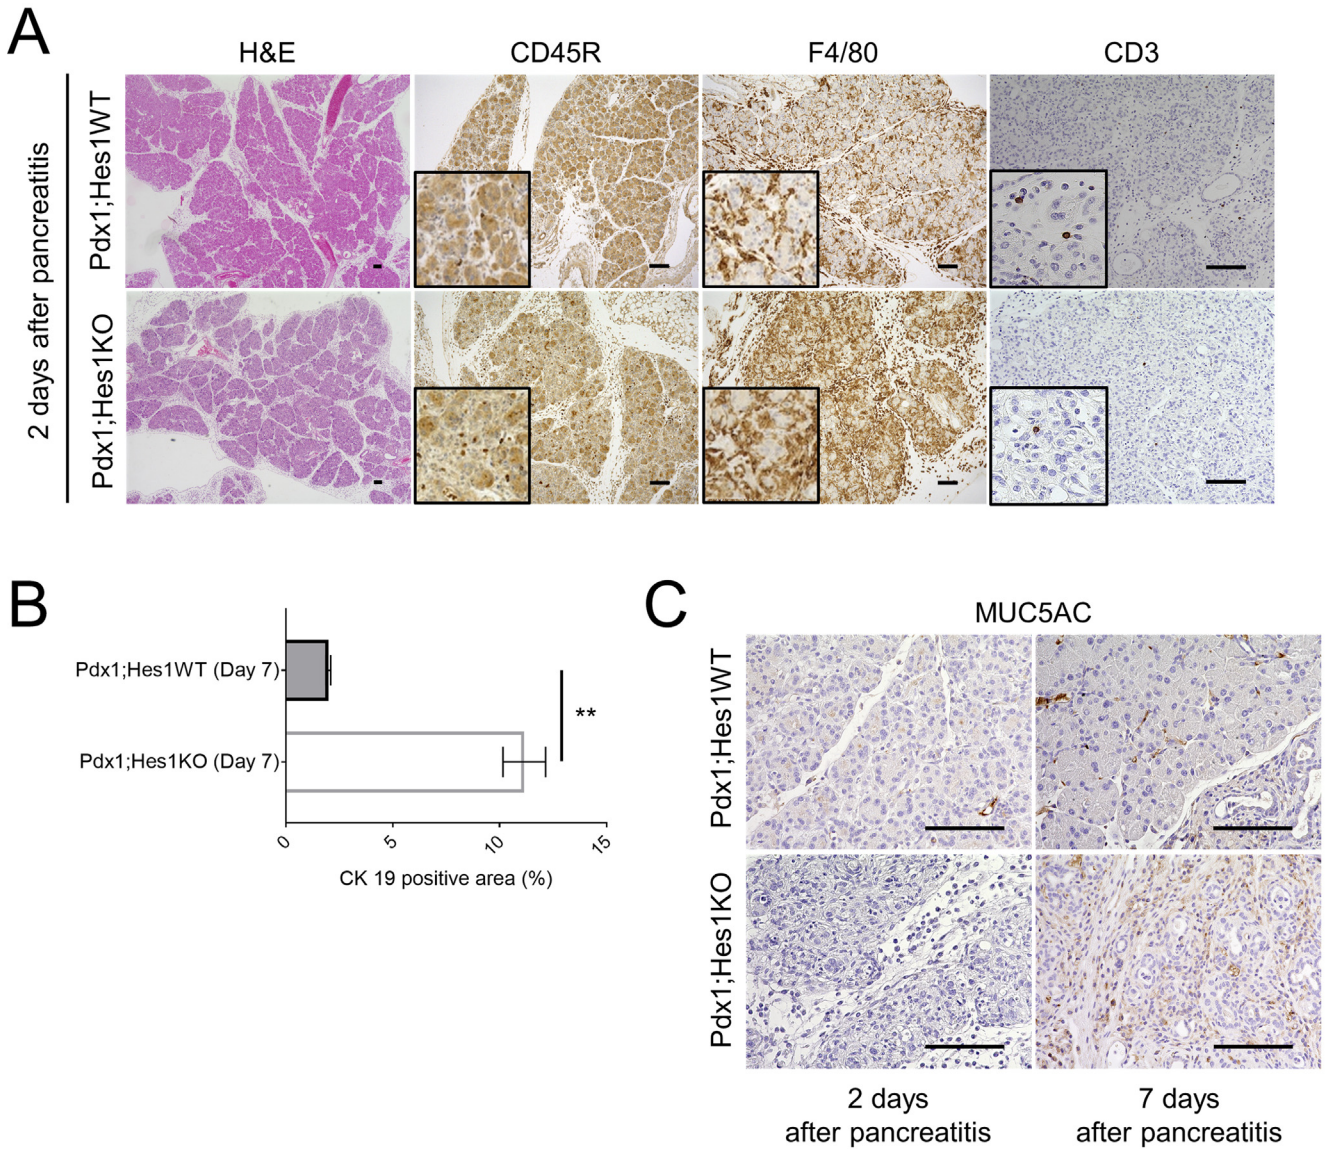 A
H&E
CD45R
F4/80
CD3
2 days after pancreatitis
Pdx1;Hes1WT
Pdx1;Hes1KO
B
Pdx1;Hes1WT (Day 7)
Pdx1;Hes1KO (Day 7)
**
0
5
10
15
CK 19 positive area (%)
C
MUC5AC
Pdx1;Hes1WT
Pdx1;Hes1KO
2 days
after pancreatitis
7 days
after pancreatitis